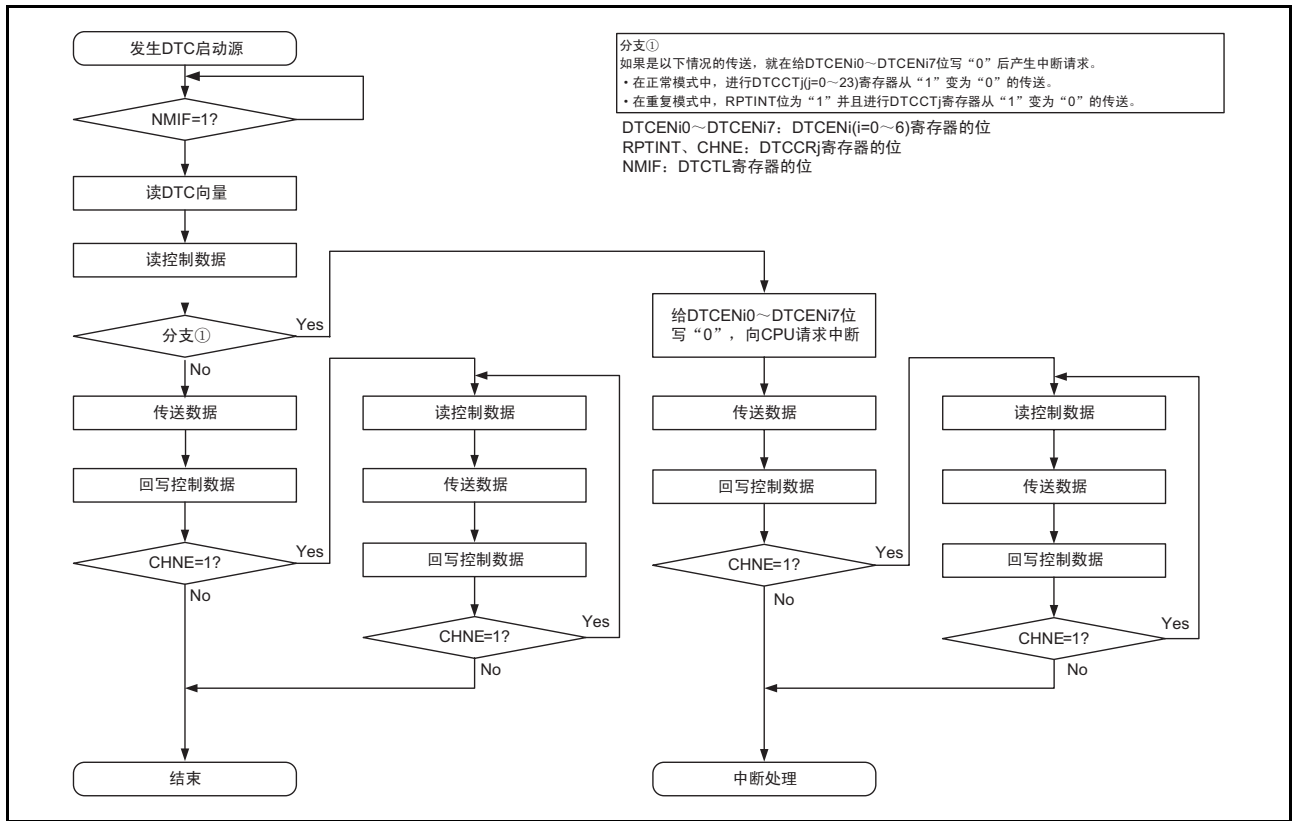 发生DTC启动源
NMIF=1?
读DTC向量
读控制数据
分支①
Yes
No
传送数据
回写控制数据
CHNE=1?
Yes
No
结束
读控制数据
传送数据
回写控制数据
CHNE=1?
Yes
No
分支①
如果是以下情况的传送，就在给DTCENi0～DTCENi7位写“0”后产生中断请求。
・在正常模式中，进行DTCCTj(j=0～23)寄存器从“1”变为“0”的传送。
・在重复模式中，RPTINT位为“1”并且进行DTCCTj寄存器从“1”变为“0”的传送。
DTCENi0～DTCENi7：DTCENi(i=0～6)寄存器的位
RPTINT、CHNE：DTCCRj寄存器的位
NMIF：DTCTL寄存器的位
给DTCENi0～DTCENi7位
写“0”，向CPU请求中断
传送数据
回写控制数据
CHNE=1?
Yes
No
中断处理
读控制数据
传送数据
回写控制数据
CHNE=1?
Yes
No